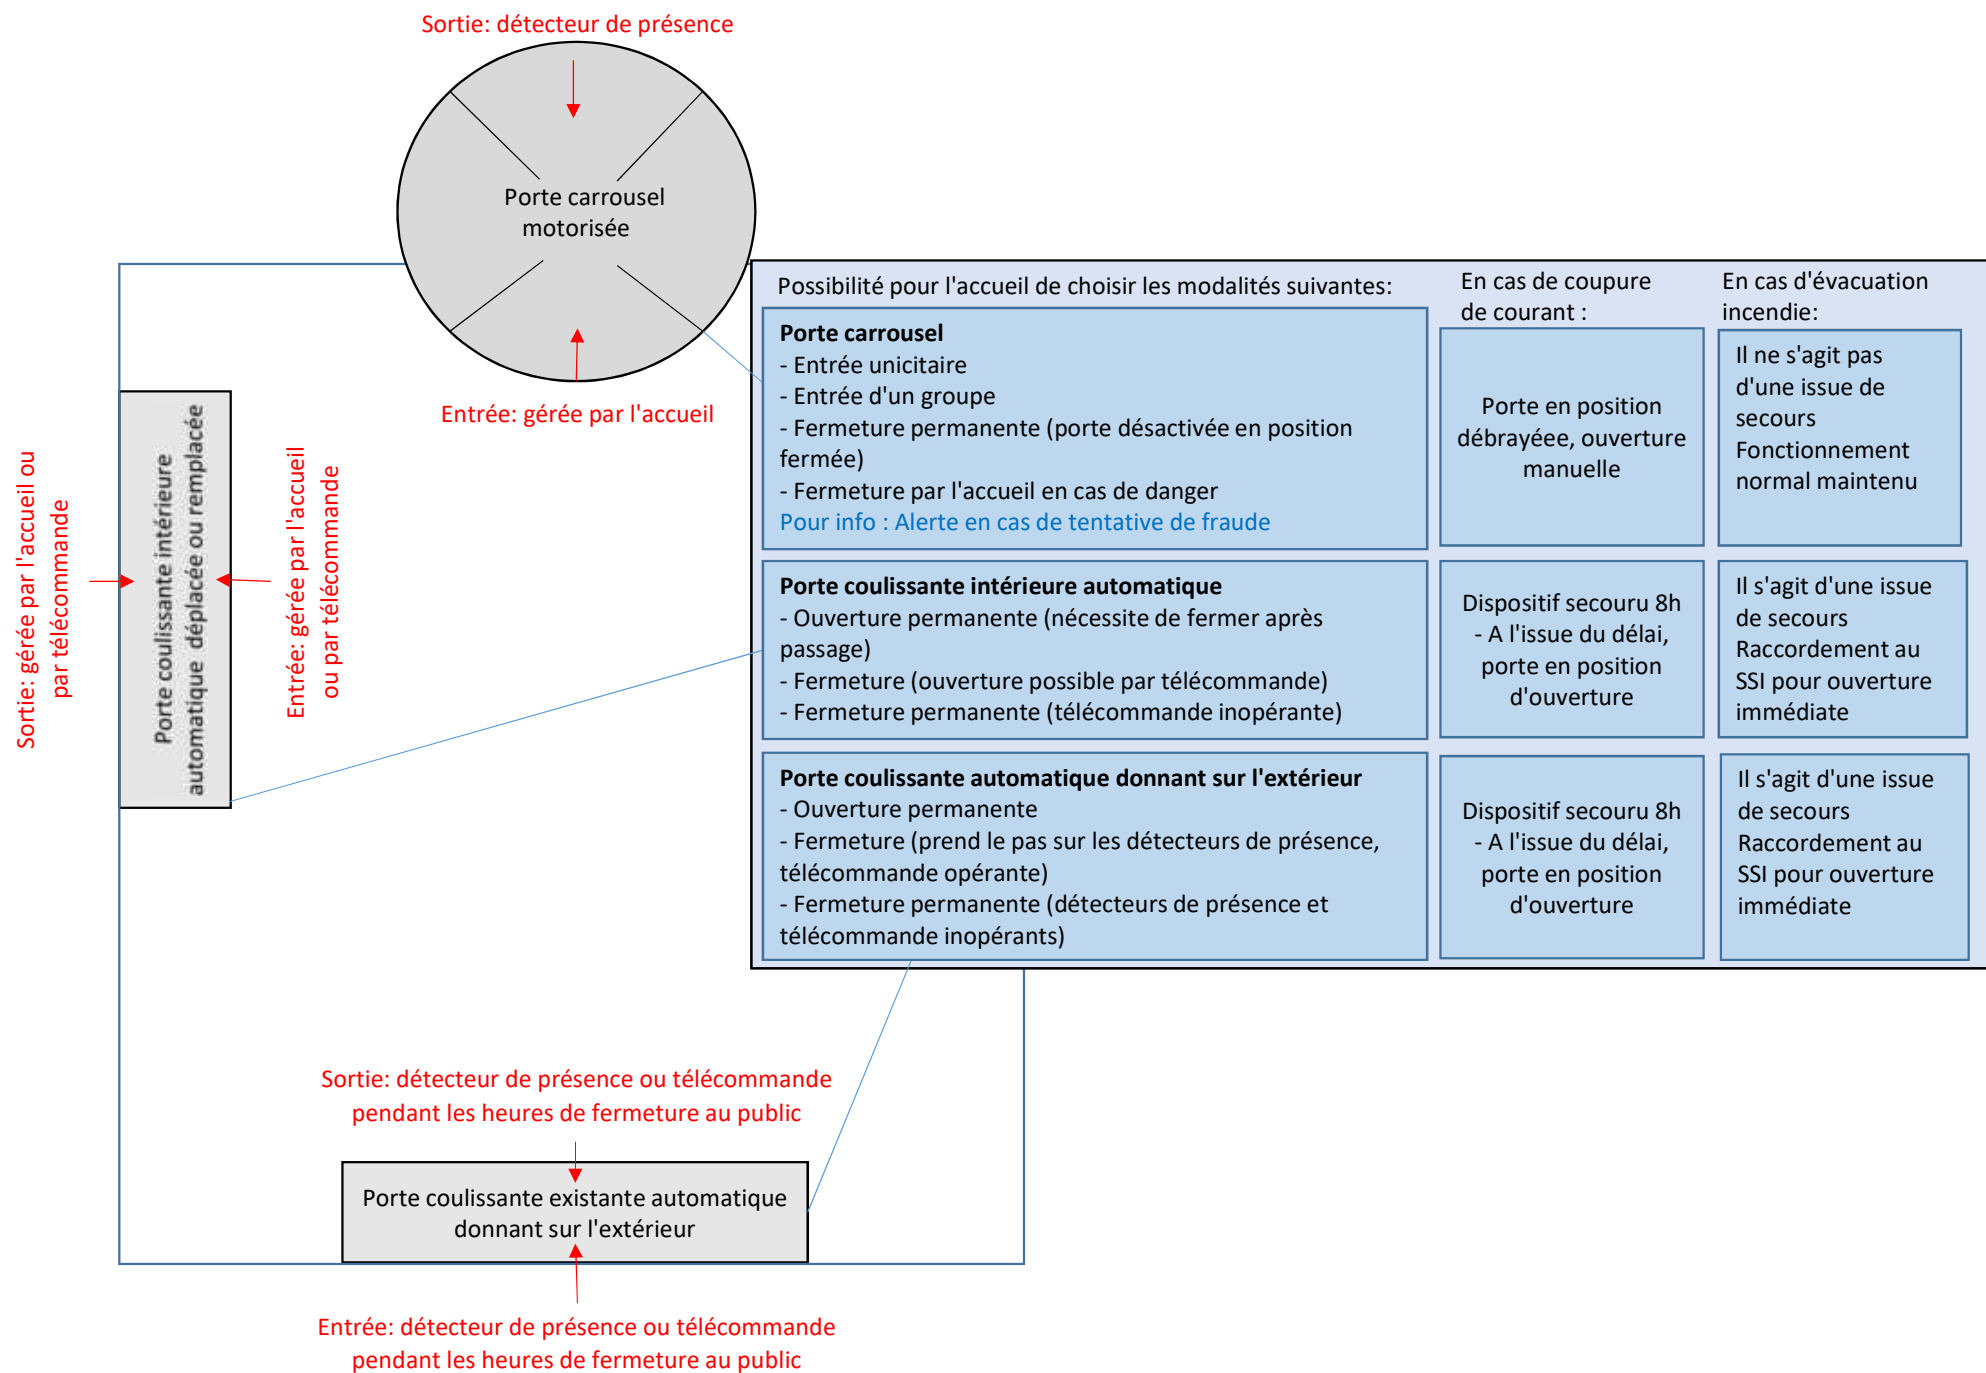 Sortie: détecteur de présence
Porte carrousel
motorisée
Entrée: gérée par l'accueil
Sortie: gérée par l'accueil ou
par télécommande
Porte coulissante intérieure
automatique déplacée ou remplacée
Entrée: gérée par l'accueil
ou par télécommande
Possibilité pour l'accueil de choisir les modalités suivantes:
En cas de coupure
de courant :
En cas d'évacuation
incendie:
Porte carrousel
- Entrée unicitaire
- Entrée d'un groupe
- Fermeture permanente (porte désactivée en position
fermée)
- Fermeture par l'accueil en cas de danger
Pour info : Alerte en cas de tentative de fraude
Porte en position
débrayéee, ouverture
manuelle
Il ne s'agit pas
d'une issue de
secours
Fonctionnement
normal maintenu
Porte coulissante intérieure automatique
- Ouverture permanente (nécessite de fermer après
passage)
- Fermeture (ouverture possible par télécommande)
- Fermeture permanente (télécommande inopérante)
Dispositif secouru 8h
- A l'issue du délai,
porte en position
d'ouverture
Il s'agit d'une issue
de secours
Raccordement au
SSI pour ouverture
immédiate
Porte coulissante automatique donnant sur l'extérieur
- Ouverture permanente
- Fermeture (prend le pas sur les détecteurs de présence,
télécommande opérante)
- Fermeture permanente (détecteurs de présence et
télécommande inopérants)
Dispositif secouru 8h
- A l'issue du délai,
porte en position
d'ouverture
Il s'agit d'une issue
de secours
Raccordement au
SSI pour ouverture
immédiate
Sortie: détecteur de présence ou télécommande
pendant les heures de fermeture au public
Porte coulissante existante automatique
donnant sur l'extérieur
Entrée: détecteur de présence ou télécommande
pendant les heures de fermeture au public